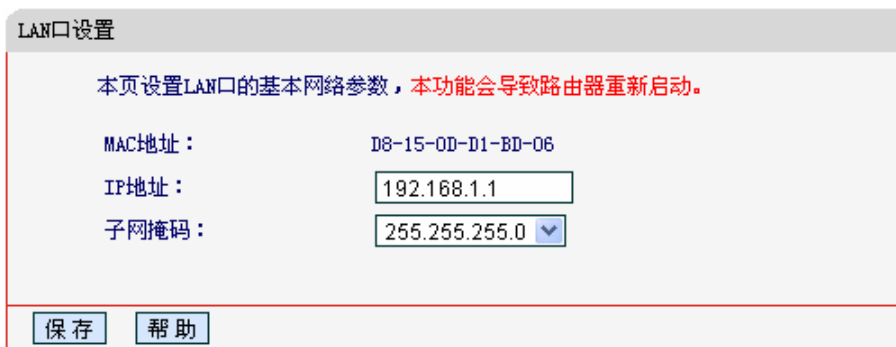 LAN口设置
本页设置LAN口的基本网络参数，本功能会导致路由器重新启动。
MAC地址： D8-15-0D-D1-BD-06
IP地址： 192.168.1.1
子网掩码： 255.255.255.0
保存 帮助